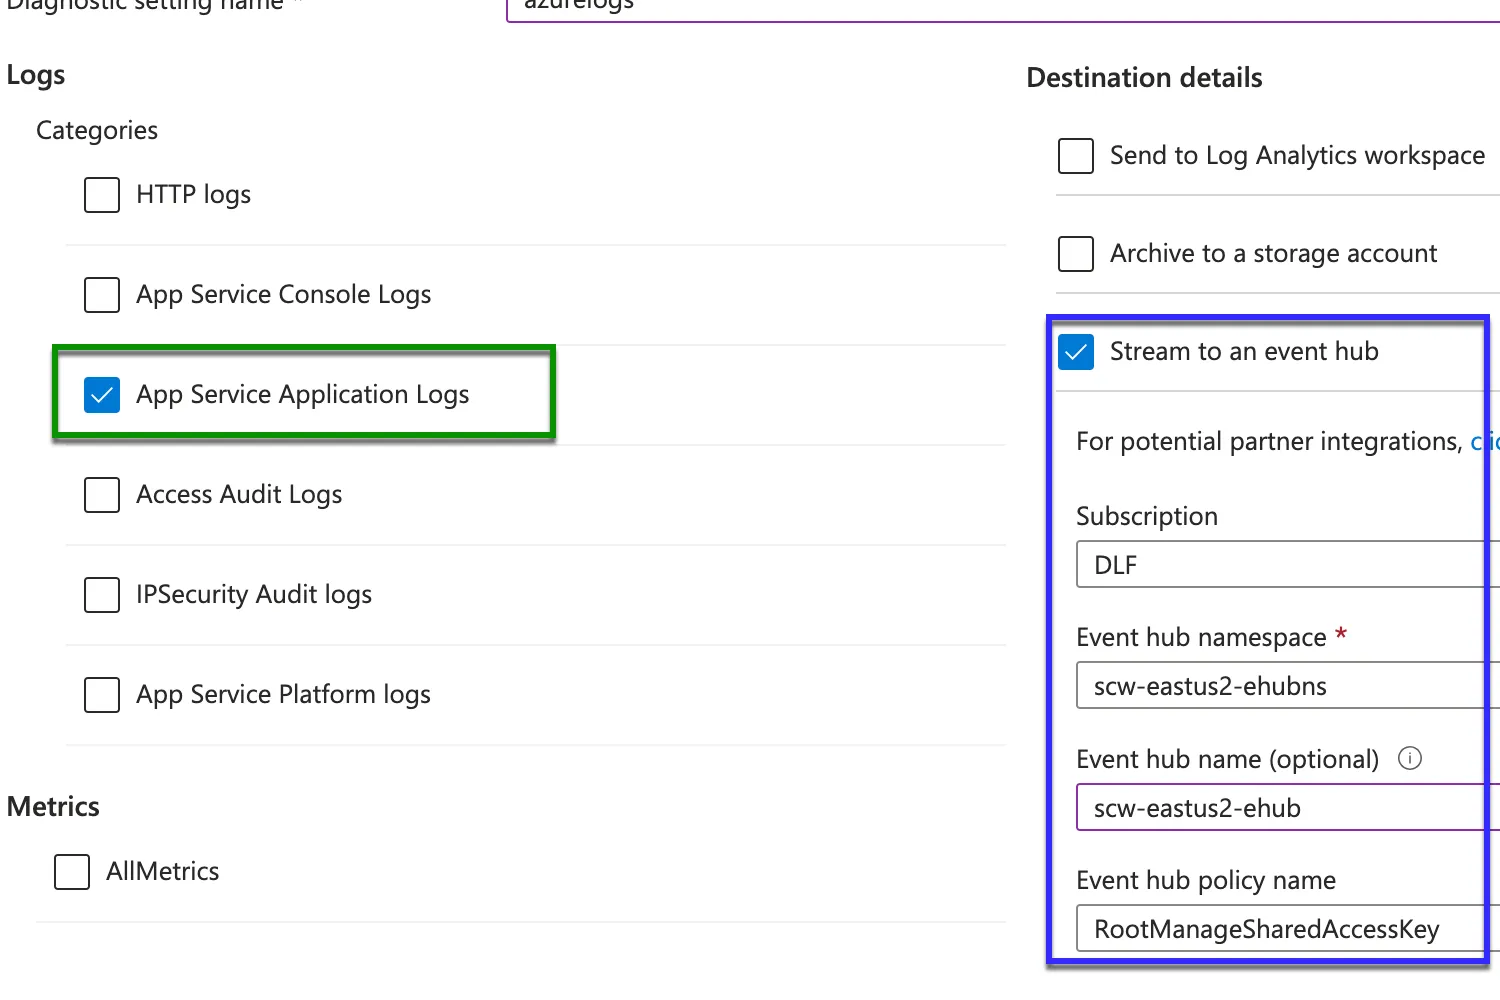 Diagnostic setting name *
azurelogs
Logs
Categories
HTTP logs
App Service Console Logs
App Service Application Logs
Access Audit Logs
IPSecurity Audit logs
App Service Platform logs
Metrics
AllMetrics
Destination details
Send to Log Analytics workspace
Archive to a storage account
Stream to an event hub
For potential partner integrations,
Subscription
DLF
Event hub namespace *
scw-eastus2-ehubns
Event hub name (optional)
scw-eastus2-ehub
Event hub policy name
RootManageSharedAccessKey